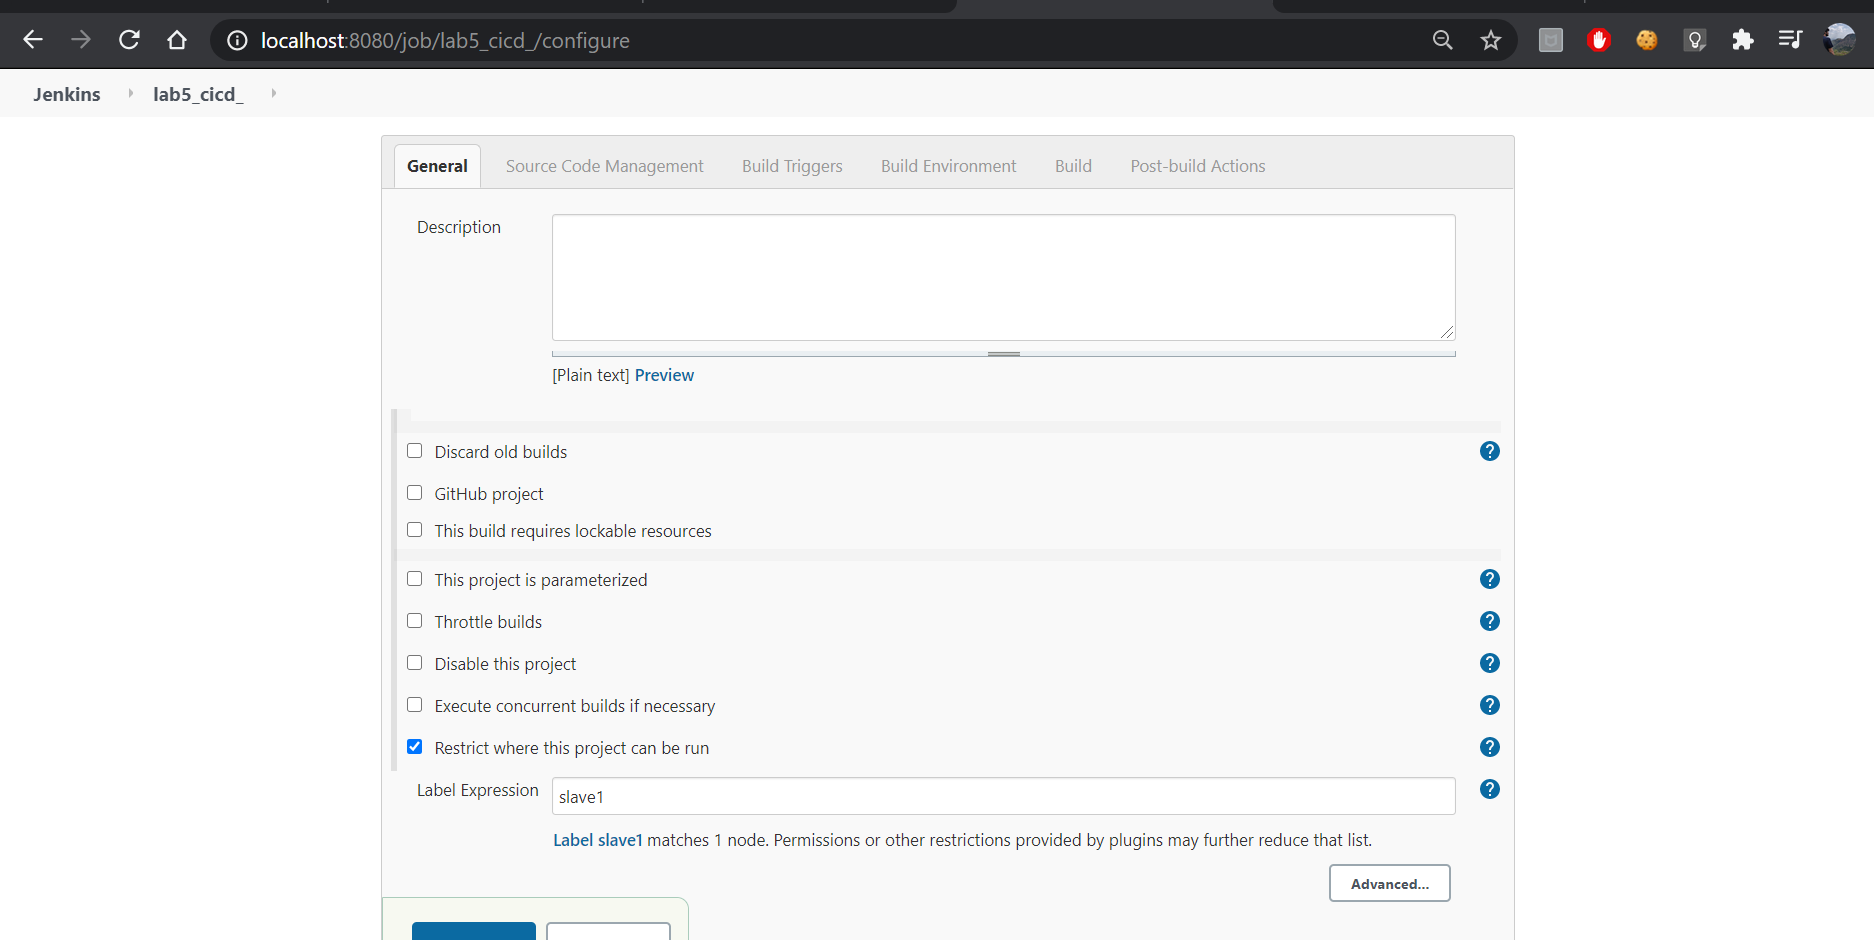 localhost:8080/job/lab5_cicd_/configure
Jenkins lab5_cicd_
General Source Code Management Build Triggers Build Environment Build Post-build Actions
Description
[Plain text] Preview
Discard old builds
GitHub project
This build requires lockable resources
This project is parameterized
Throttle builds
Disable this project
Execute concurrent builds if necessary
Restrict where this project can be run
Label Expression slave1
Label slave1 matches 1 node. Permissions or other restrictions provided by plugins may further reduce that list.
Advanced...